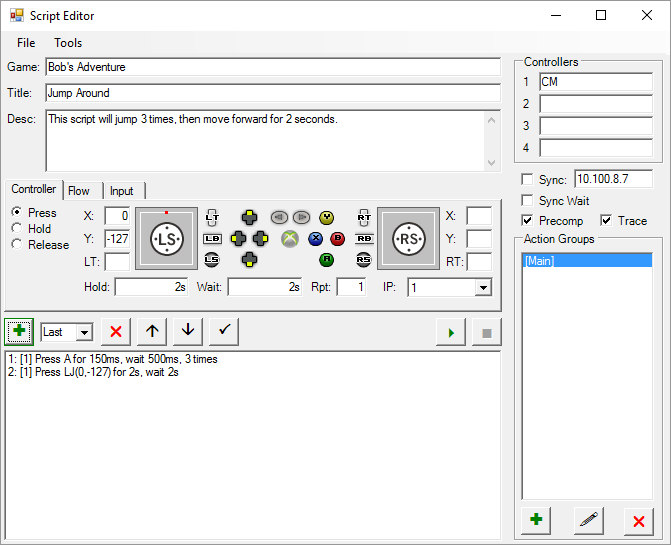 Script Editor
File Tools
Game: Bob's Adventure
Title: Jump Around
Desc: This script will jump 3 times, then move forward for 2 seconds.
Controllers
1 CM
2
3
4
Sync: 10.100.8.7
Sync Wait
Precomp Trace
Controller Flow Input
Press X: 0 LT Y RT X:
Hold Y: -127 LS LB X B RB RS Y:
Release LT: LS A RS RT:
Hold: 2s Wait: 2s Rpt: 1 IP: 1
Last
1: [1] Press A for 150ms, wait 500ms, 3 times
2: [1] Press LJ(0,-127) for 2s, wait 2s
Action Groups
[Main]